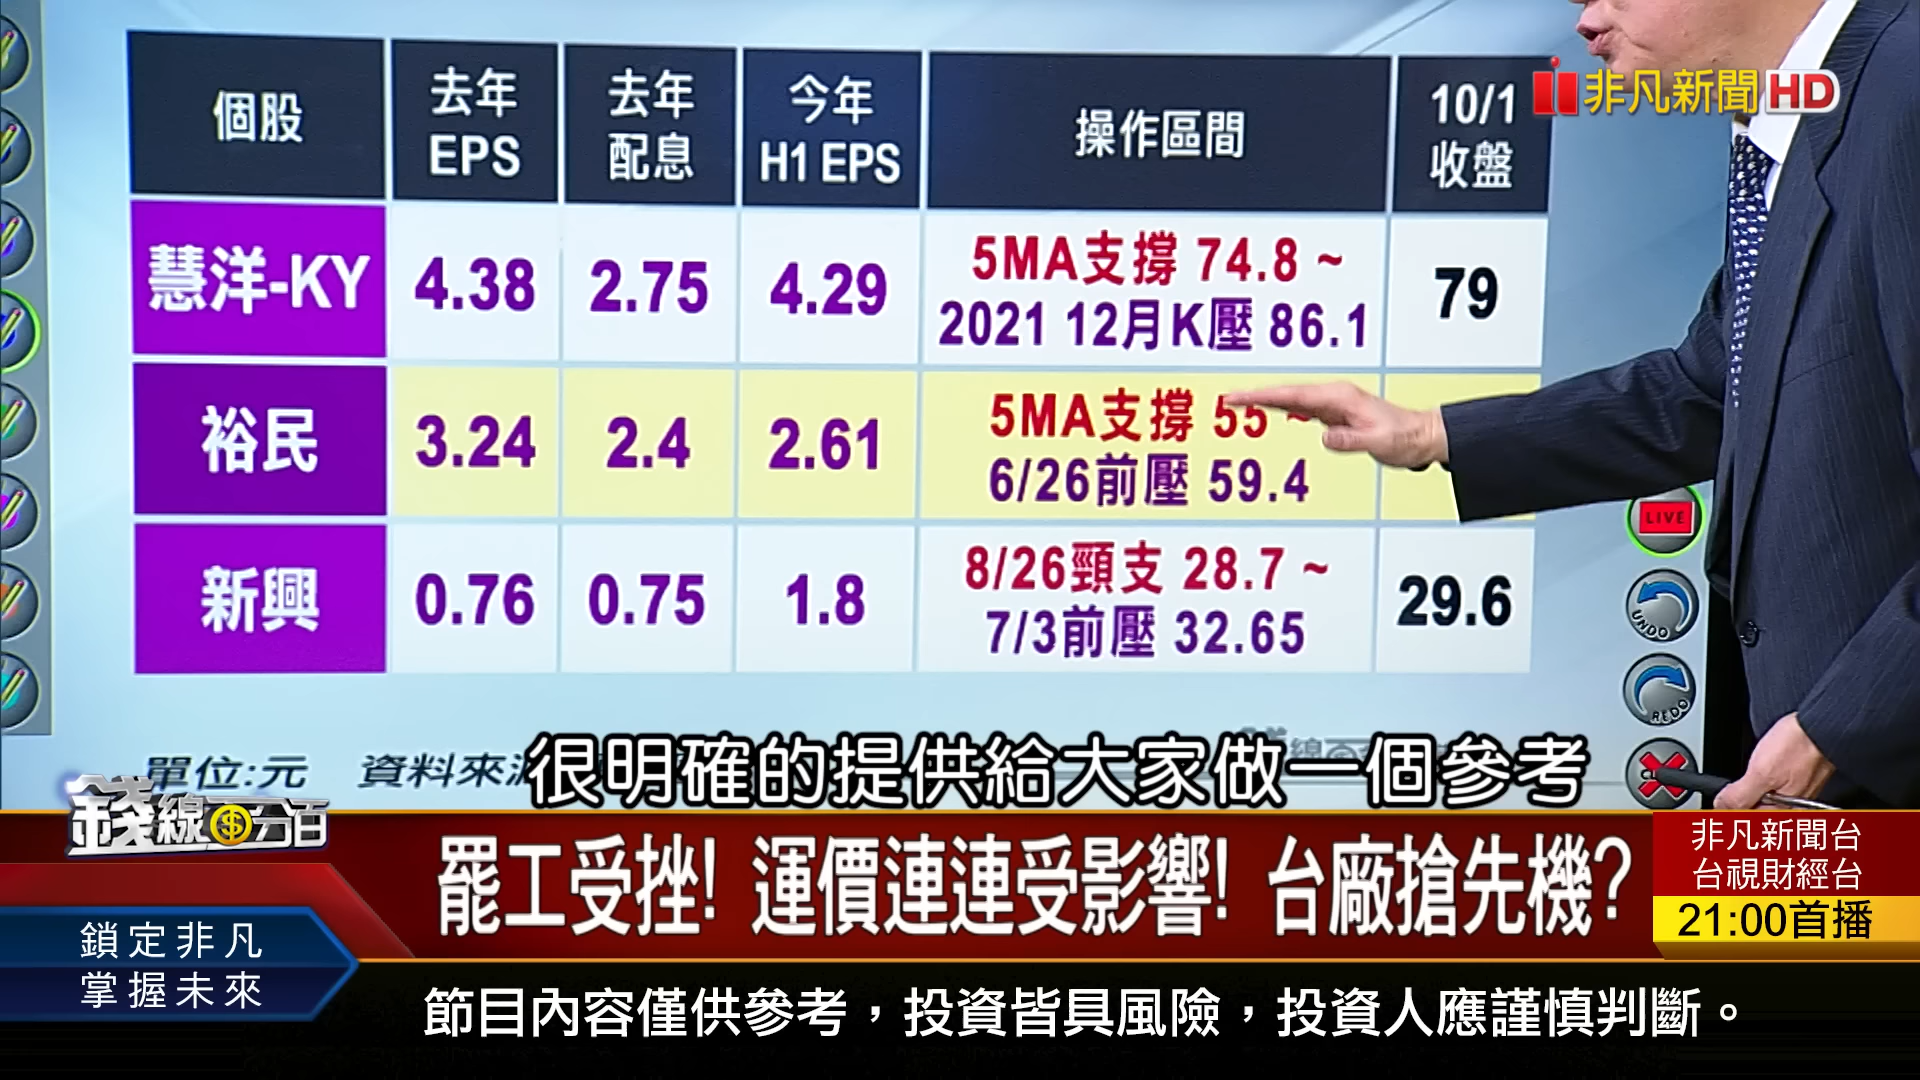 個股
去年
EPS
去年
配息
今年
H1 EPS
操作區間
10/1
收盤
非凡新聞HD
慧洋-KY
4.38
2.75
4.29
5MA支撐 74.8 ~
2021 12月K壓 86.1
79
裕民
3.24
2.4
2.61
5MA支撐 55 ~
6/26前壓 59.4
新興
0.76
0.75
1.8
8/26頸支 28.7 ~
7/3前壓 32.65
29.6
LIVE
UNDO
REDO
單位:元 資料來
很明確的提供給大家做一個參考
錢線百分百
罷工受挫! 運價連連受影響! 台廠搶先機?
非凡新聞台
台視財經台
21:00首播
鎖定非凡
掌握未來
節目內容僅供參考，投資皆具風險，投資人應謹慎判斷。